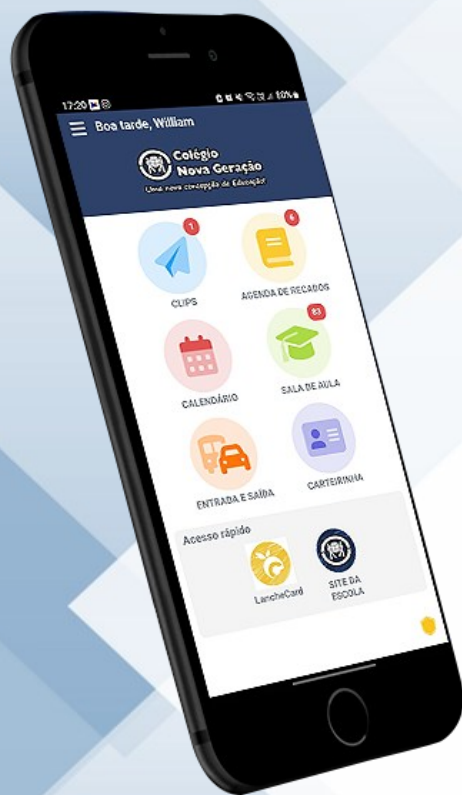 17:20
80%
Boa tarde, William
Colégio
Nova Geração
Uma nova concepção de Educação!
1
6
CLIPS
AGENDA DE RECADOS
83
CALENDÁRIO
SALA DE AULA
ENTRADA E SAÍDA
CARTEIRINHA
Acesso rápido
LancheCard
SITE DA
ESCOLA